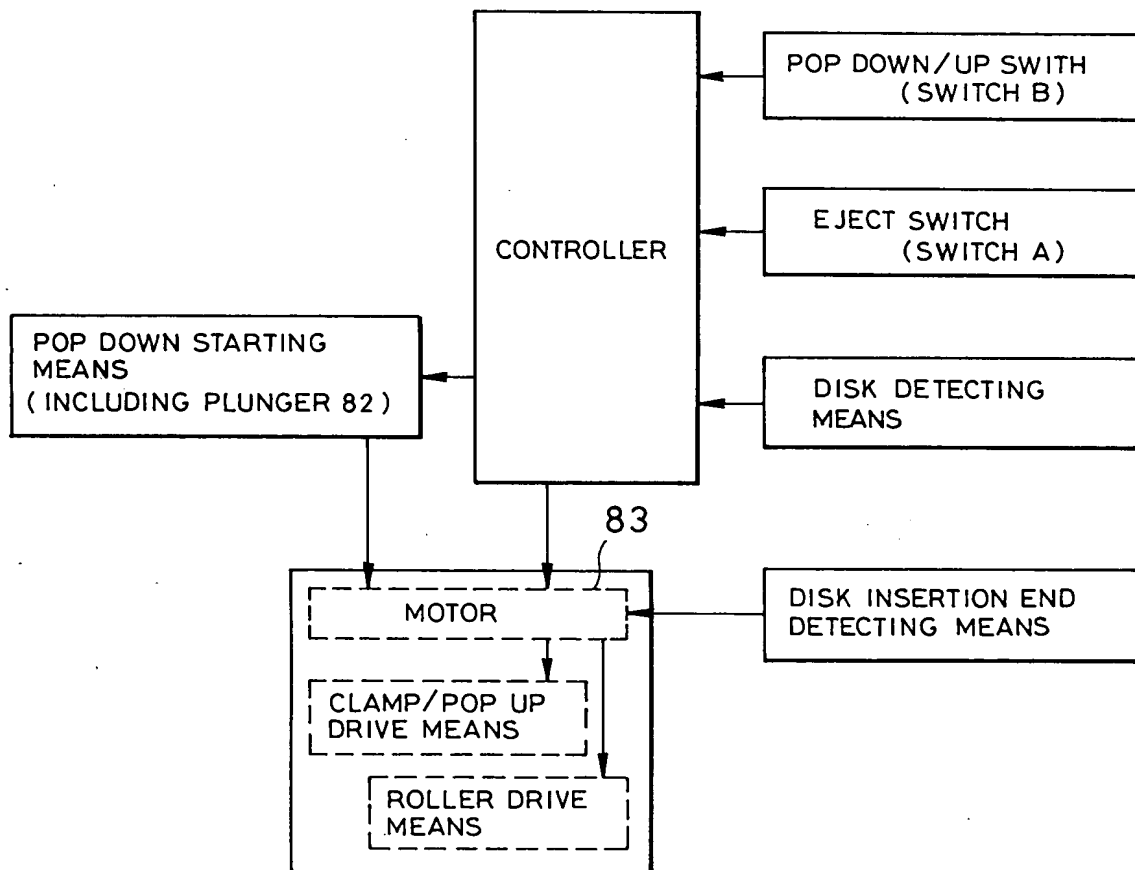 POP DOWN/UP SWITH
(SWITCH B)
EJECT SWITCH
(SWITCH A)
CONTROLLER
POP DOWN STARTING
MEANS
(INCLUDING PLUNGER 82)
DISK DETECTING
MEANS
83
MOTOR
DISK INSERTION END
DETECTING MEANS
CLAMP/POP UP
DRIVE MEANS
ROLLER DRIVE
MEANS